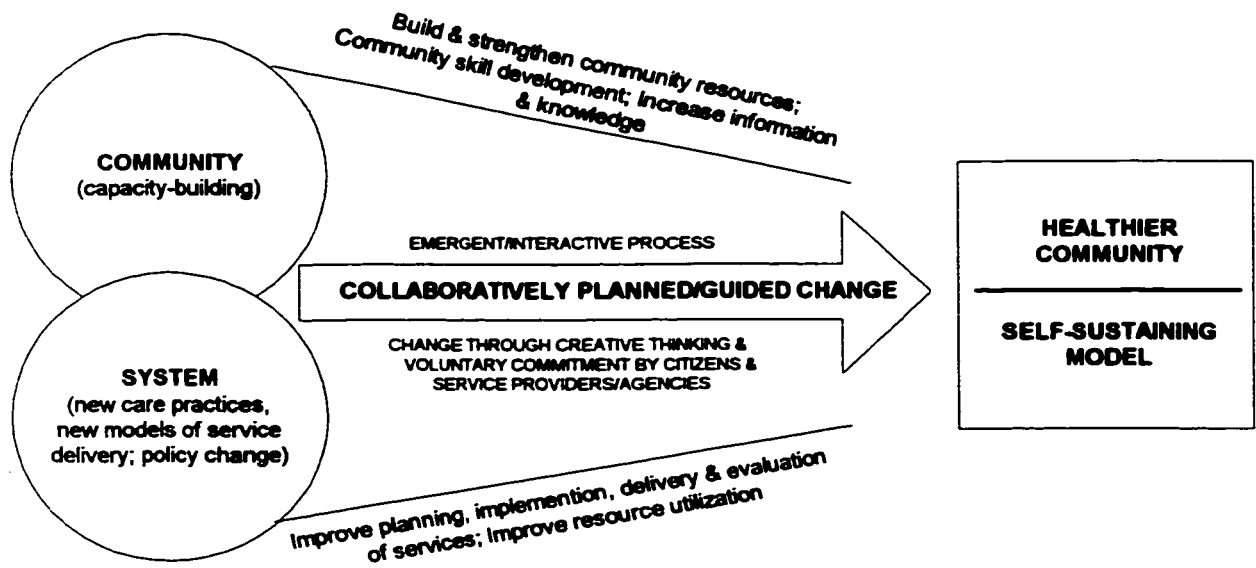 Build & strengthen community resources;
Community skill development; Increase information
& knowledge
COMMUNITY
(capacity-building)
EMERGENT/INTERACTIVE PROCESS
COLLABORATIVELY PLANNED/GUIDED CHANGE
CHANGE THROUGH CREATIVE THINKING &
VOLUNTARY COMMITMENT BY CITIZENS &
SERVICE PROVIDERS/AGENCIES
HEALTHIER
COMMUNITY
SELF-SUSTAINING
MODEL
SYSTEM
(new care practices,
new models of service
delivery; policy change)
Improve planning, implemention, delivery & evaluation
of services; Improve resource utilization